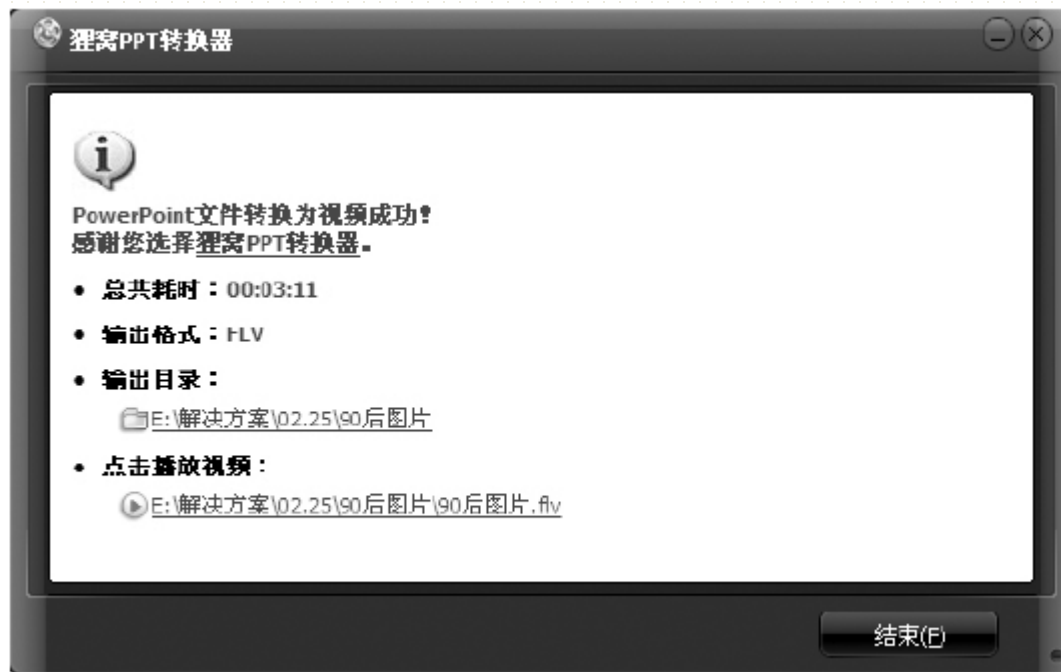 狸窝PPT转换器
PowerPoint文件转换为视频成功!
感谢您选择狸窝PPT转换器。
• 总共耗时：00:03:11
• 输出格式：FLV
• 输出目录：
E:\解决方案\02.25\90后图片
• 点击播放视频：
E:\解决方案\02.25\90后图片\90后图片.flv
结束(F)